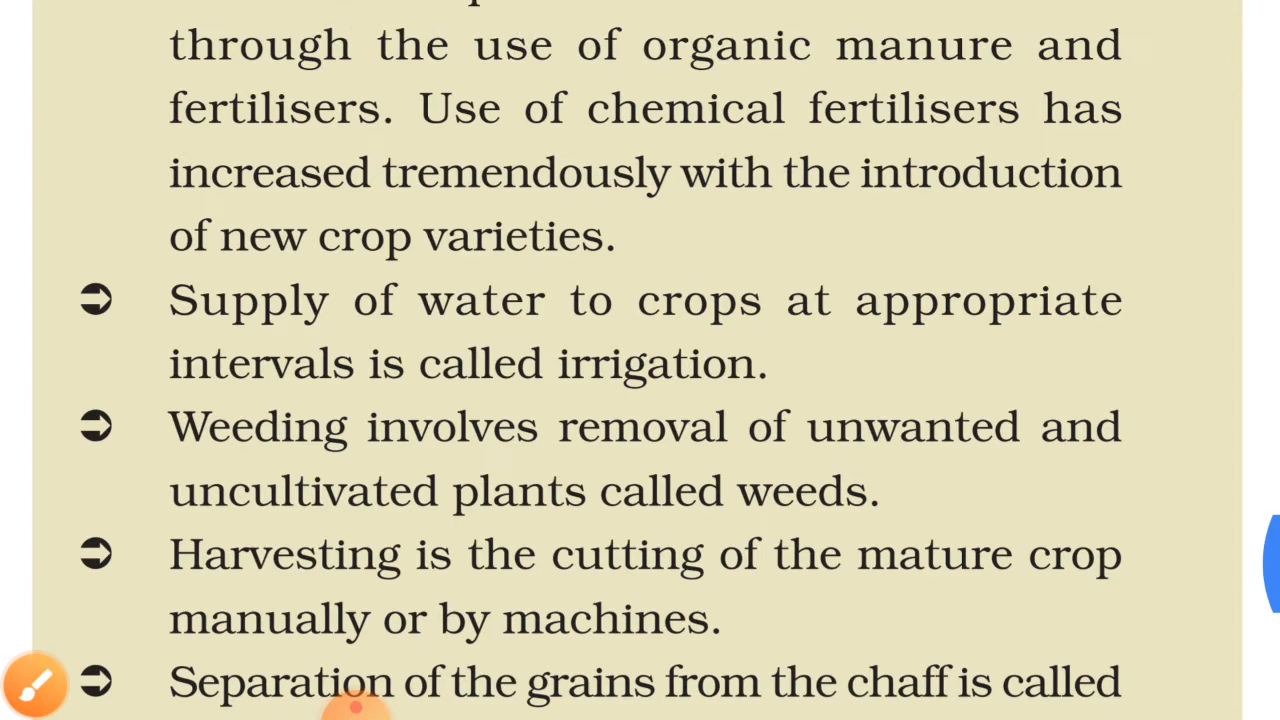 through the use of organic manure and
fertilisers. Use of chemical fertilisers has
increased tremendously with the introduction
of new crop varieties.
➲ Supply of water to crops at appropriate
intervals is called irrigation.
➲ Weeding involves removal of unwanted and
uncultivated plants called weeds.
➲ Harvesting is the cutting of the mature crop
manually or by machines.
➲ Separation of the grains from the chaff is called